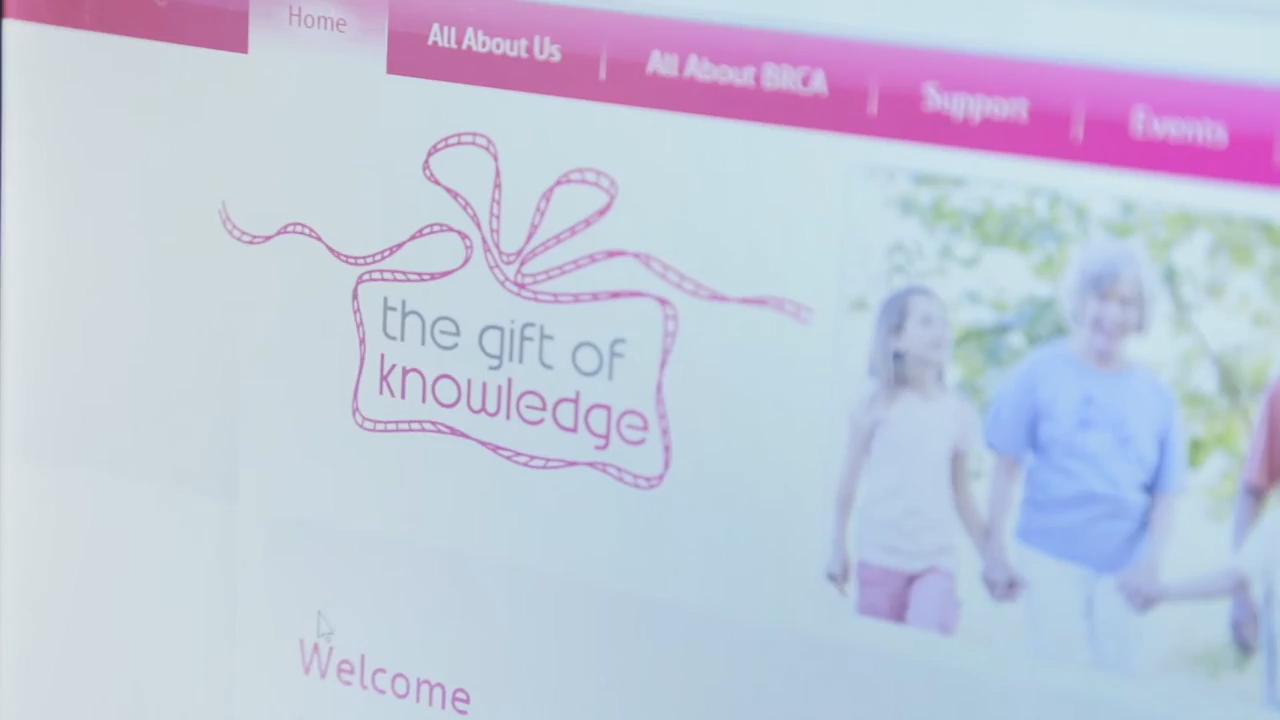 Home
All About Us
All About BRCA
Support
Events
the gift of
knowledge
Welcome